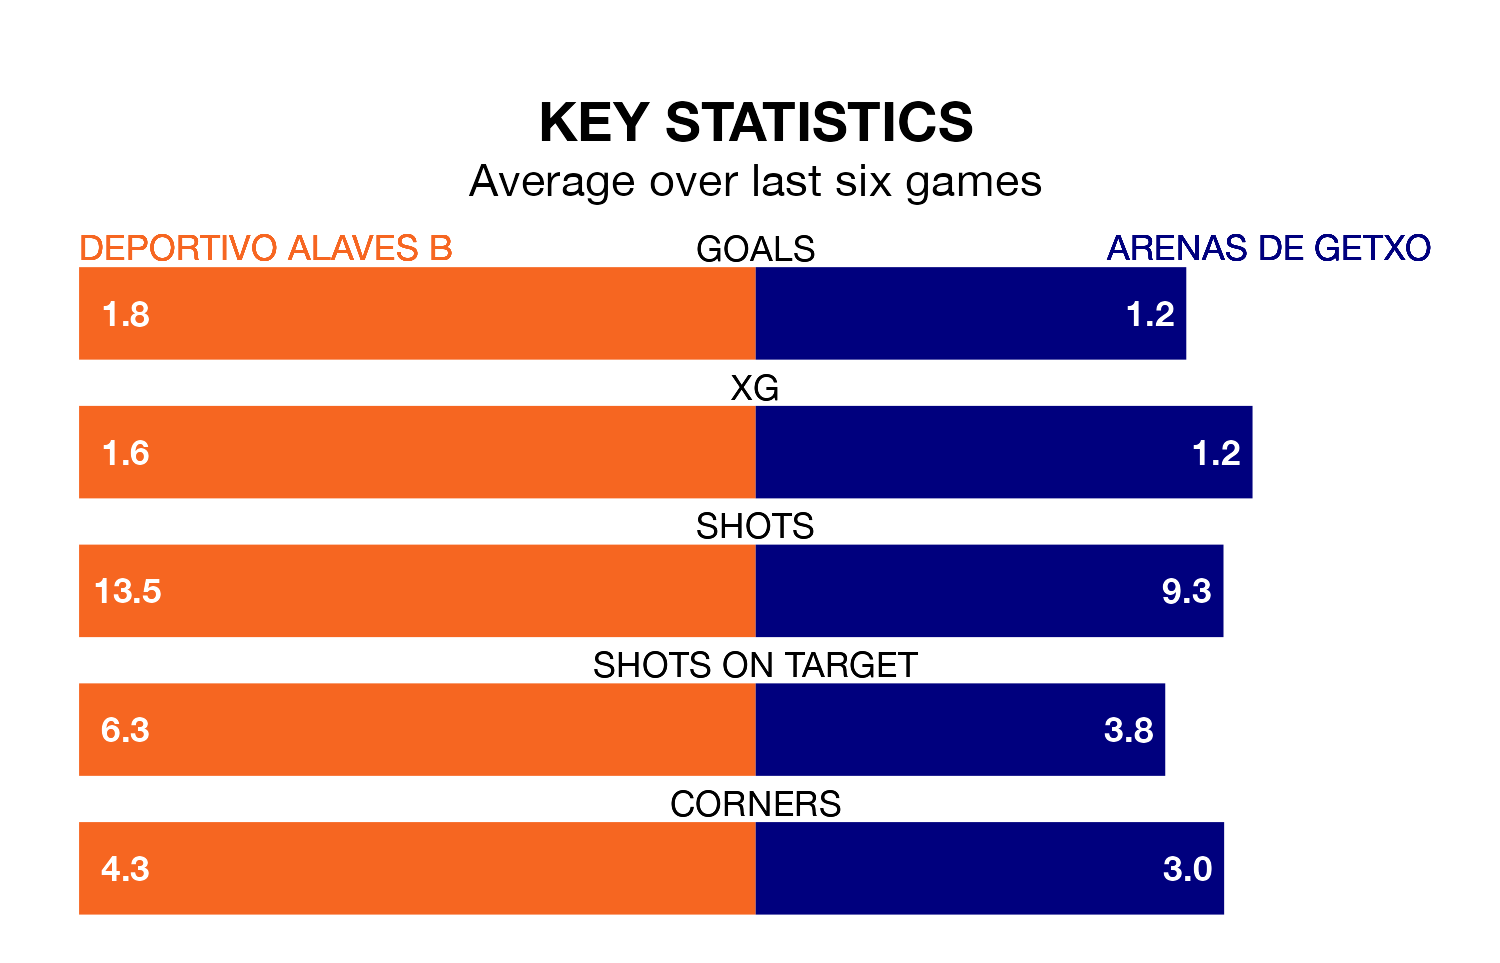 KEY STATISTICS
Average over last six games
DEPORTIVO ALAVES B GOALS ARENAS DE GETXO
1.8 1.2
XG
1.6 1.2
SHOTS
13.5 9.3
SHOTS ON TARGET
6.3 3.8
CORNERS
4.3 3.0